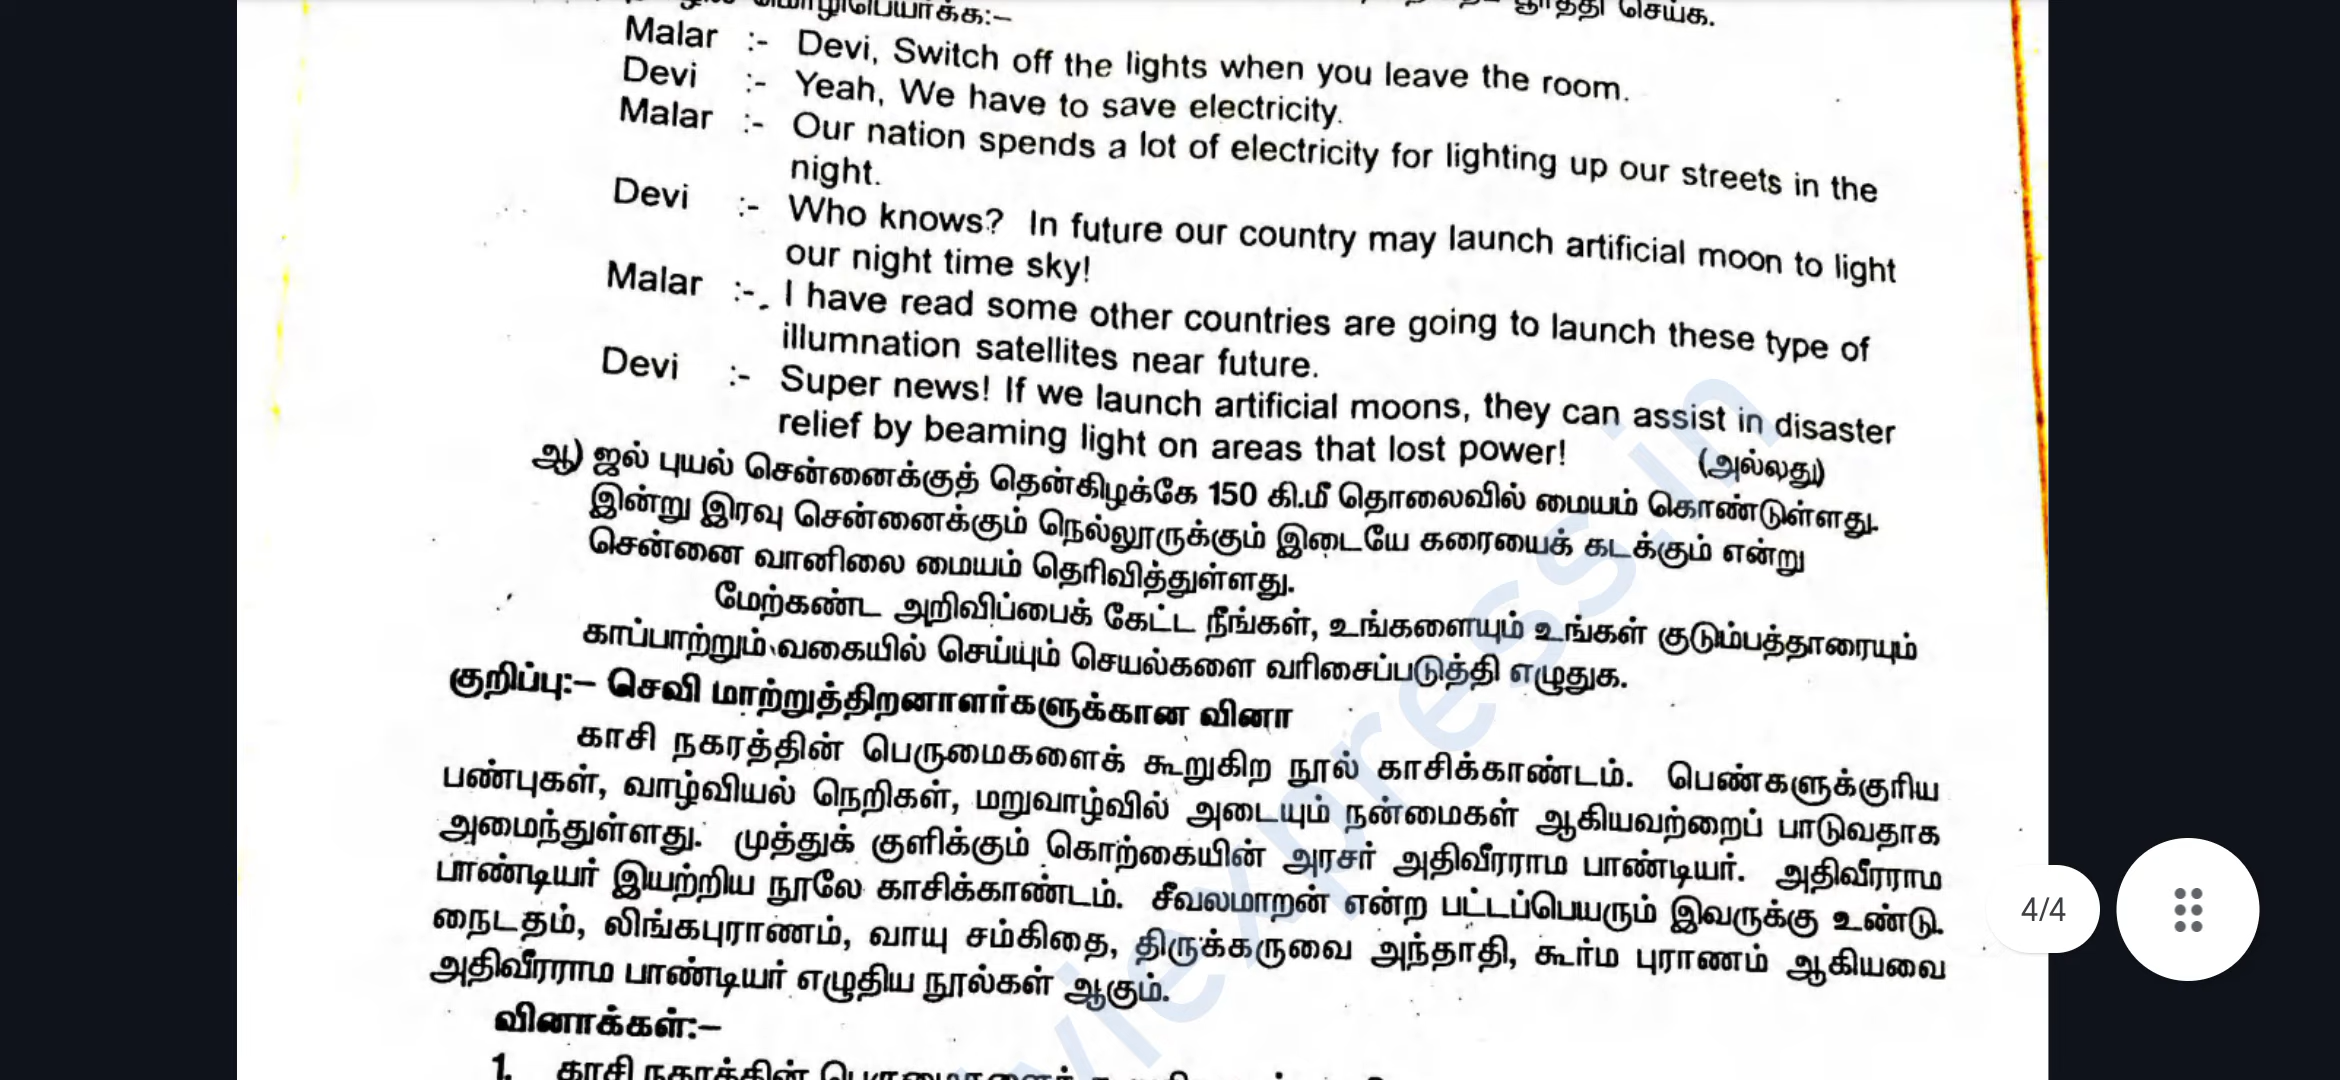 மொழிபெயர்க்க:– பூர்த்தி செய்க.
Malar :- Devi, Switch off the lights when you leave the room.
Devi :- Yeah, We have to save electricity.
Malar :- Our nation spends a lot of electricity for lighting up our streets in the
night.
Devi :- Who knows? In future our country may launch artificial moon to light
our night time sky!
Malar :- I have read some other countries are going to launch these type of
illumnation satellites near future.
Devi :- Super news! If we launch artificial moons, they can assist in disaster
relief by beaming light on areas that lost power!
(அல்லது)
ஆ) ஜல் புயல் சென்னைக்குத் தென்கிழக்கே 150 கி.மீ தொலைவில் மையம் கொண்டுள்ளது.
இன்று இரவு சென்னைக்கும் நெல்லூருக்கும் இடையே கரையைக் கடக்கும் என்று
சென்னை வானிலை மையம் தெரிவித்துள்ளது.
மேற்கண்ட அறிவிப்பைக் கேட்ட நீங்கள், உங்களையும் உங்கள் குடும்பத்தாரையும்
காப்பாற்றும் வகையில் செய்யும் செயல்களை வரிசைப்படுத்தி எழுதுக.
குறிப்பு:– செவி மாற்றுத்திறனாளர்களுக்கான வினா
காசி நகரத்தின் பெருமைகளைக் கூறுகிற நூல் காசிக்காண்டம். பெண்களுக்குரிய
பண்புகள், வாழ்வியல் நெறிகள், மறுவாழ்வில் அடையும் நன்மைகள் ஆகியவற்றைப் பாடுவதாக
அமைந்துள்ளது. முத்துக் குளிக்கும் கொற்கையின் அரசர் அதிவீரராம பாண்டியர். அதிவீரராம
பாண்டியர் இயற்றிய நூலே காசிக்காண்டம். சீவலமாறன் என்ற பட்டப்பெயரும் இவருக்கு உண்டு.
நைடதம், லிங்கபுராணம், வாயு சம்கிதை, திருக்கருவை அந்தாதி, கூர்ம புராணம் ஆகியவை
அதிவீரராம பாண்டியர் எழுதிய நூல்கள் ஆகும்.
வினாக்கள்:–
1. காசி நகரத்தின் பெருமைகளைக்
viexpress.in
4/4